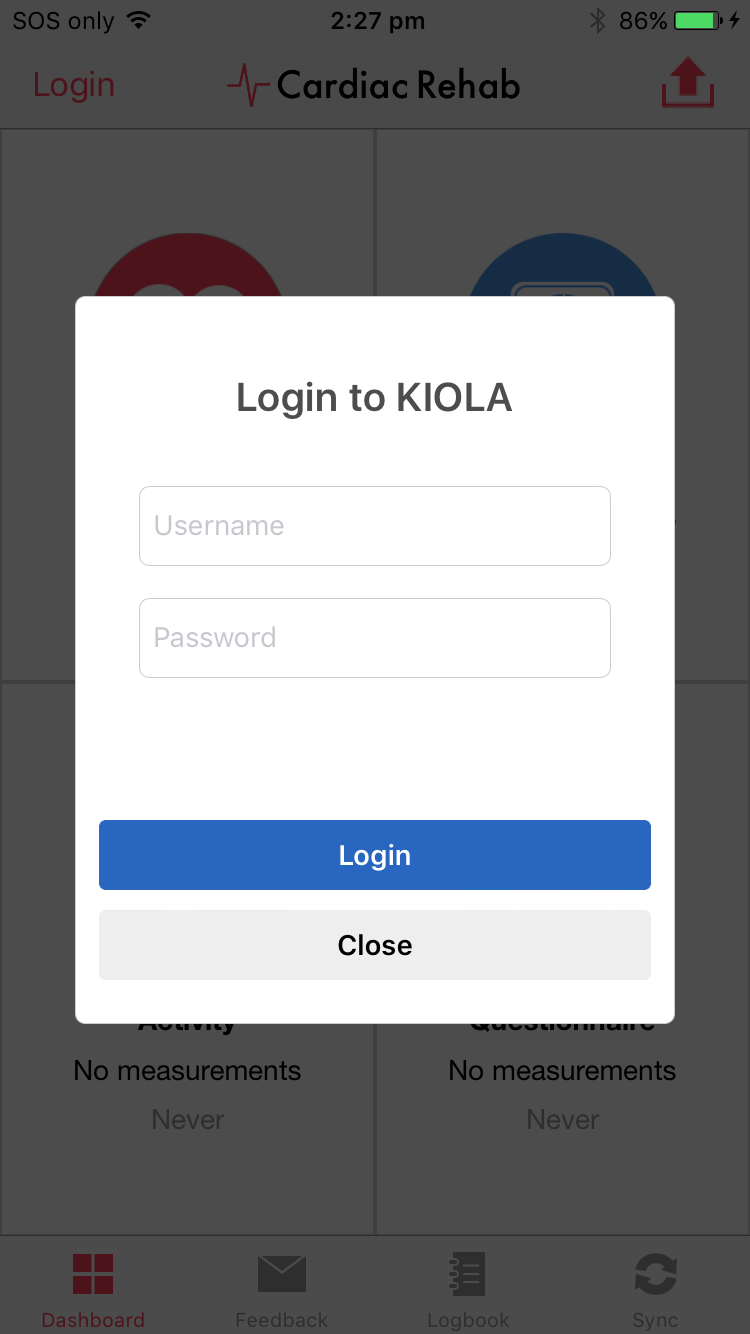 SOS only 2:27 pm 86%
Login Cardiac Rehab
Login to KIOLA
Username
Password
Login
Close
Activity Questionnaire
No measurements No measurements
Never Never
Dashboard Feedback Logbook Sync